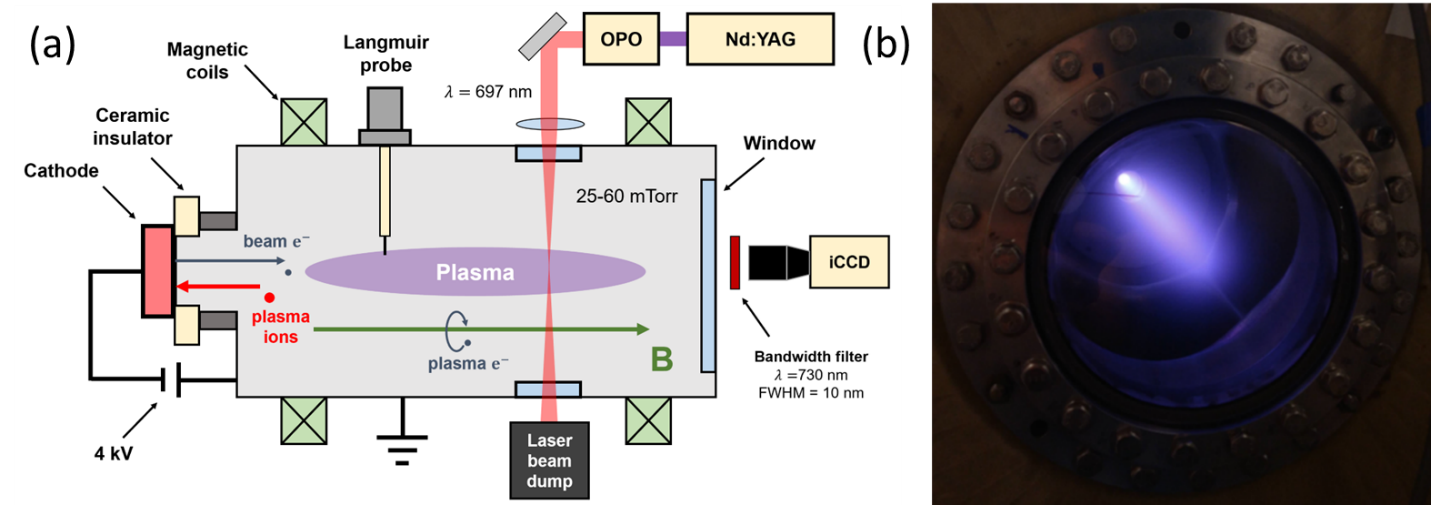 (a)
Magnetic
coils
Langmuir
probe
OPO
Nd:YAG
(b)
λ = 697 nm
Ceramic
insulator
Cathode
Window
25-60 mTorr
beam e⁻
Plasma
iCCD
plasma
ions
plasma e⁻
B
Bandwidth filter
λ =730 nm
FWHM = 10 nm
4 kV
Laser
beam
dump